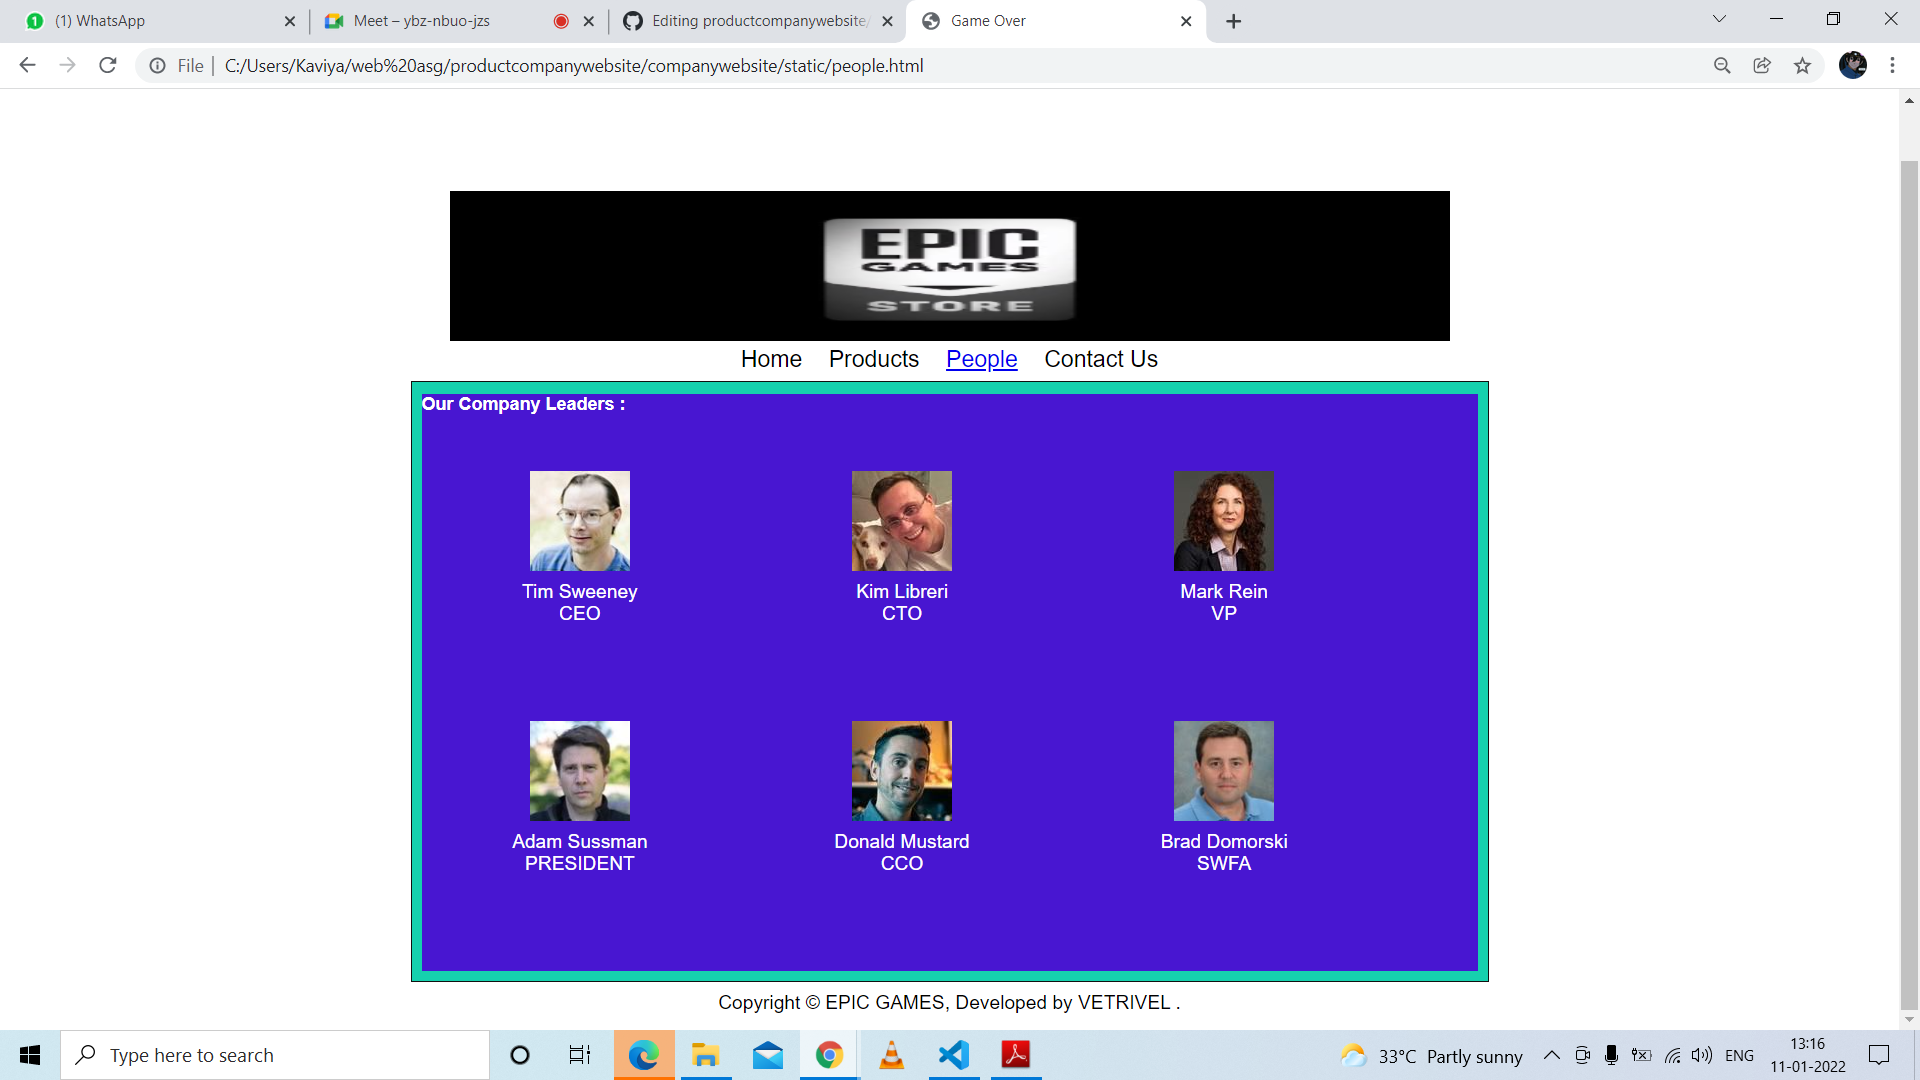 (1) WhatsApp
Meet – ybz-nbuo-jzs
Editing productcompanywebsite/
Game Over
File
C:/Users/Kaviya/web%20asg/productcompanywebsite/companywebsite/static/people.html
EPIC
GAMES
STORE
Home Products People Contact Us
Our Company Leaders :
Tim Sweeney Kim Libreri Mark Rein
CEO CTO VP
Adam Sussman Donald Mustard Brad Domorski
PRESIDENT CCO SWFA
Copyright © EPIC GAMES, Developed by VETRIVEL .
Type here to search
33°C Partly sunny
ENG
13:16
11-01-2022